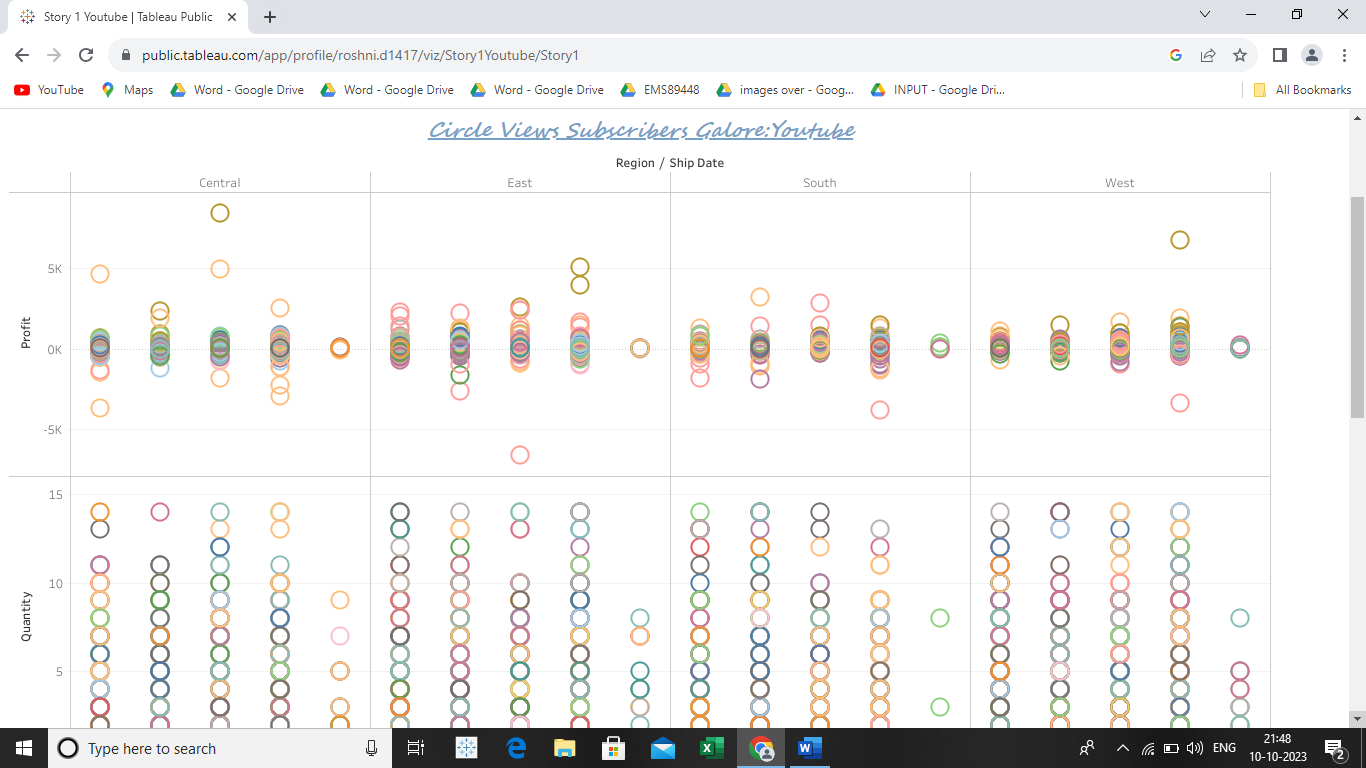 Story 1 Youtube | Tableau Public
public.tableau.com/app/profile/roshni.d1417/viz/Story1Youtube/Story1
YouTube Maps Word - Google Drive Word - Google Drive Word - Google Drive EMS89448 images over - Goog... INPUT - Google Dri... All Bookmarks
Circle Views Subscribers Galore:Youtube
Region / Ship Date
Central East South West
Profit
5K
0K
-5K
Quantity
15
10
5
Type here to search
ENG
21:48
10-10-2023
2